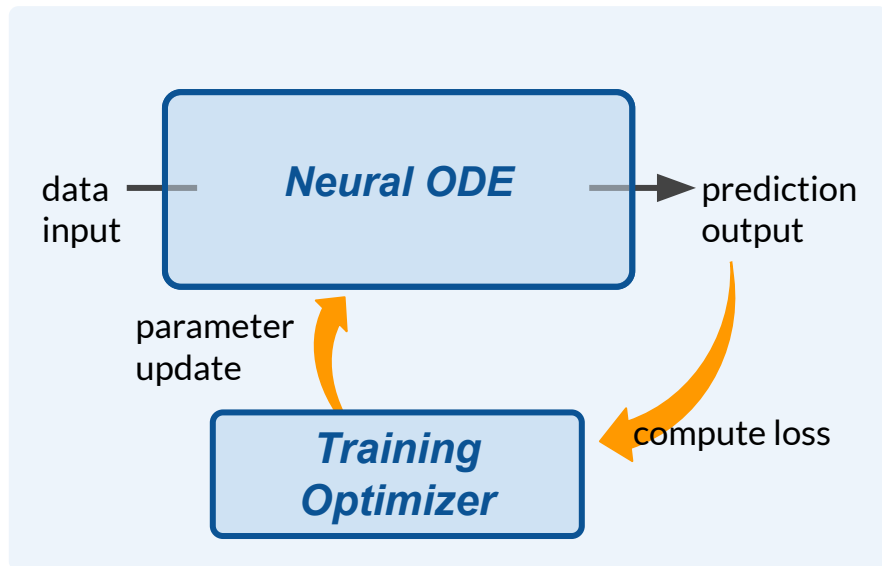 Neural ODE
data
input
prediction
output
parameter
update
compute loss
Training
Optimizer